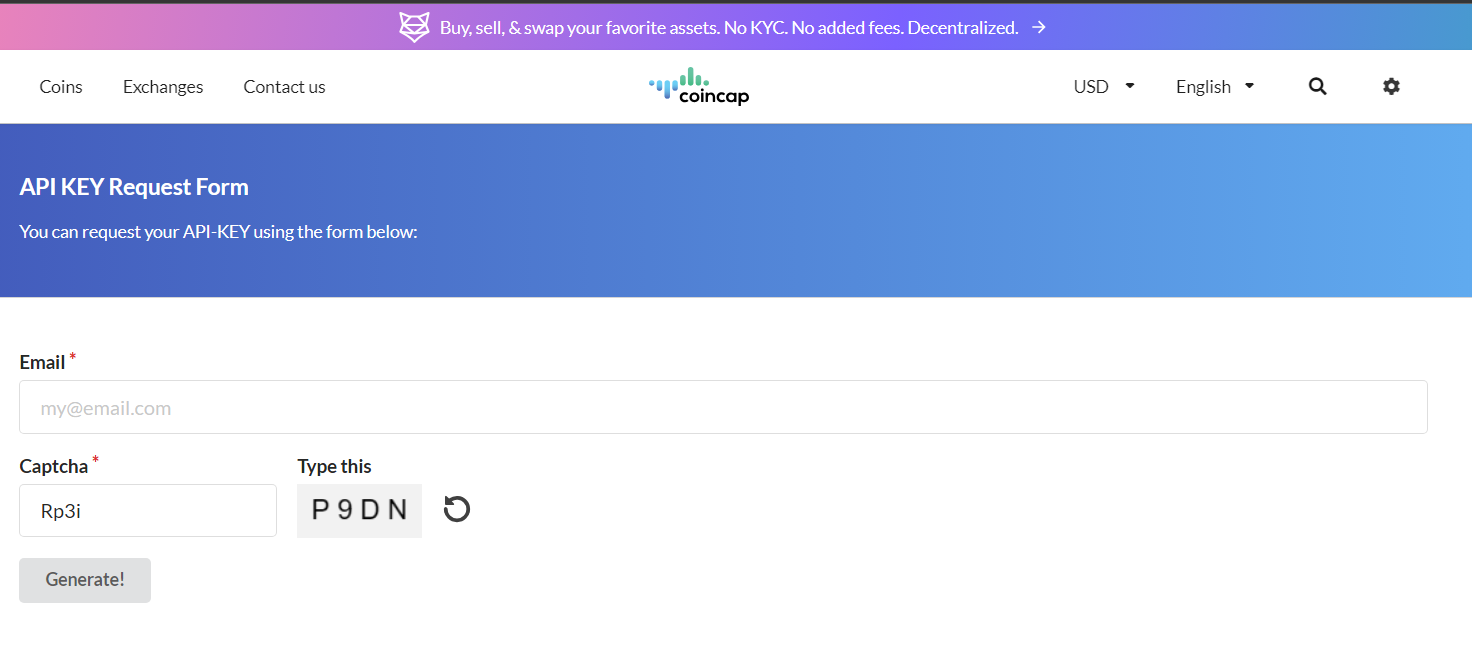 Buy, sell, & swap your favorite assets. No KYC. No added fees. Decentralized.
Coins Exchanges Contact us coincap USD English
API KEY Request Form
You can request your API-KEY using the form below:
Email *
my@email.com
Captcha * Type this
Rp3i P9DN
Generate!